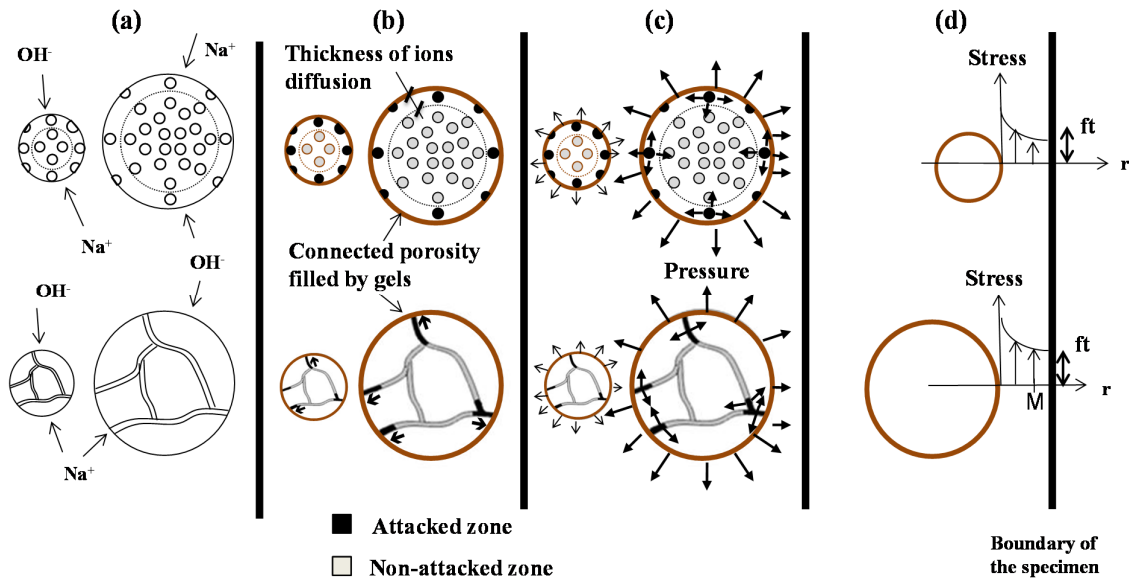 (a)
(b)
(c)
(d)
OH-
Na+
Na+
OH-
OH-
Na+
Thickness of ions
diffusion
Connected porosity
filled by gels
Pressure
Stress
ft
r
Stress
ft
M
r
Attacked zone
Non-attacked zone
Boundary of
the specimen